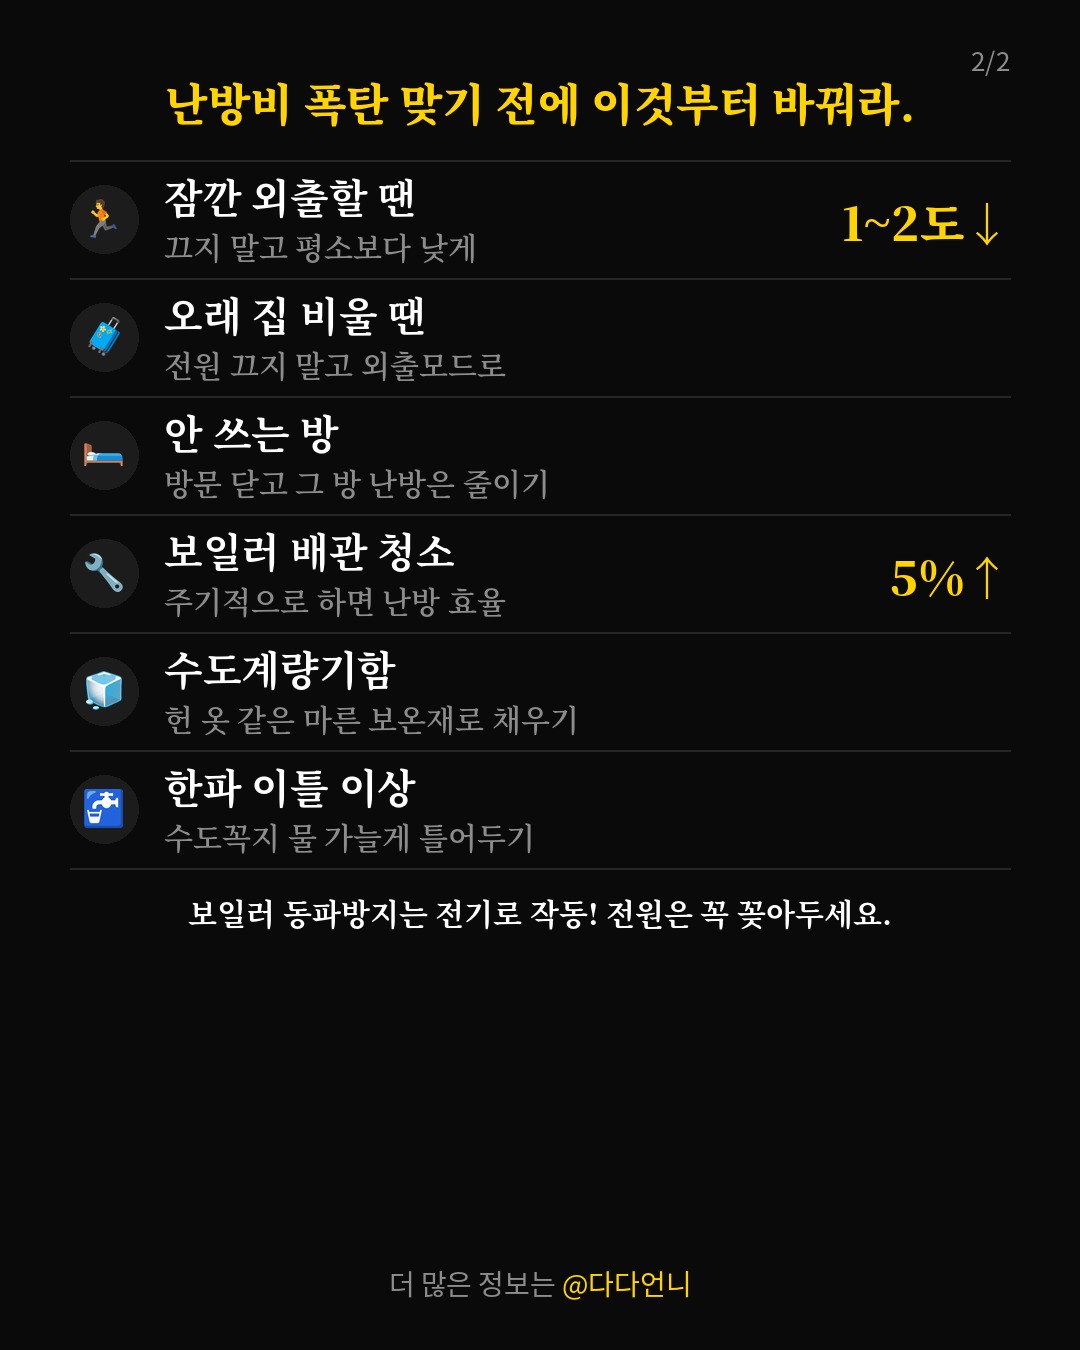 2/2
난방비 폭탄 맞기 전에 이것부터 바꿔라.
잠깐 외출할 땐
끄지 말고 평소보다 낮게
1~2도↓
오래 집 비울 땐
전원 끄지 말고 외출모드로
안 쓰는 방
방문 닫고 그 방 난방은 줄이기
보일러 배관 청소
주기적으로 하면 난방 효율
5%↑
수도계량기함
헌 옷 같은 마른 보온재로 채우기
한파 이틀 이상
수도꼭지 물 가늘게 틀어두기
보일러 동파방지는 전기로 작동! 전원은 꼭 꽂아두세요.
더 많은 정보는 @다다언니